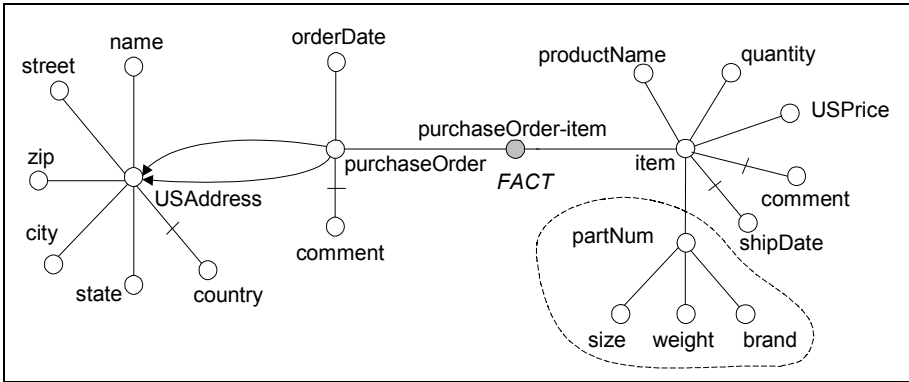 name
orderDate
productName
quantity
street
USPrice
purchaseOrder-item
zip
purchaseOrder
item
FACT
USAddress
comment
city
partNum
shipDate
comment
state
country
size
weight
brand